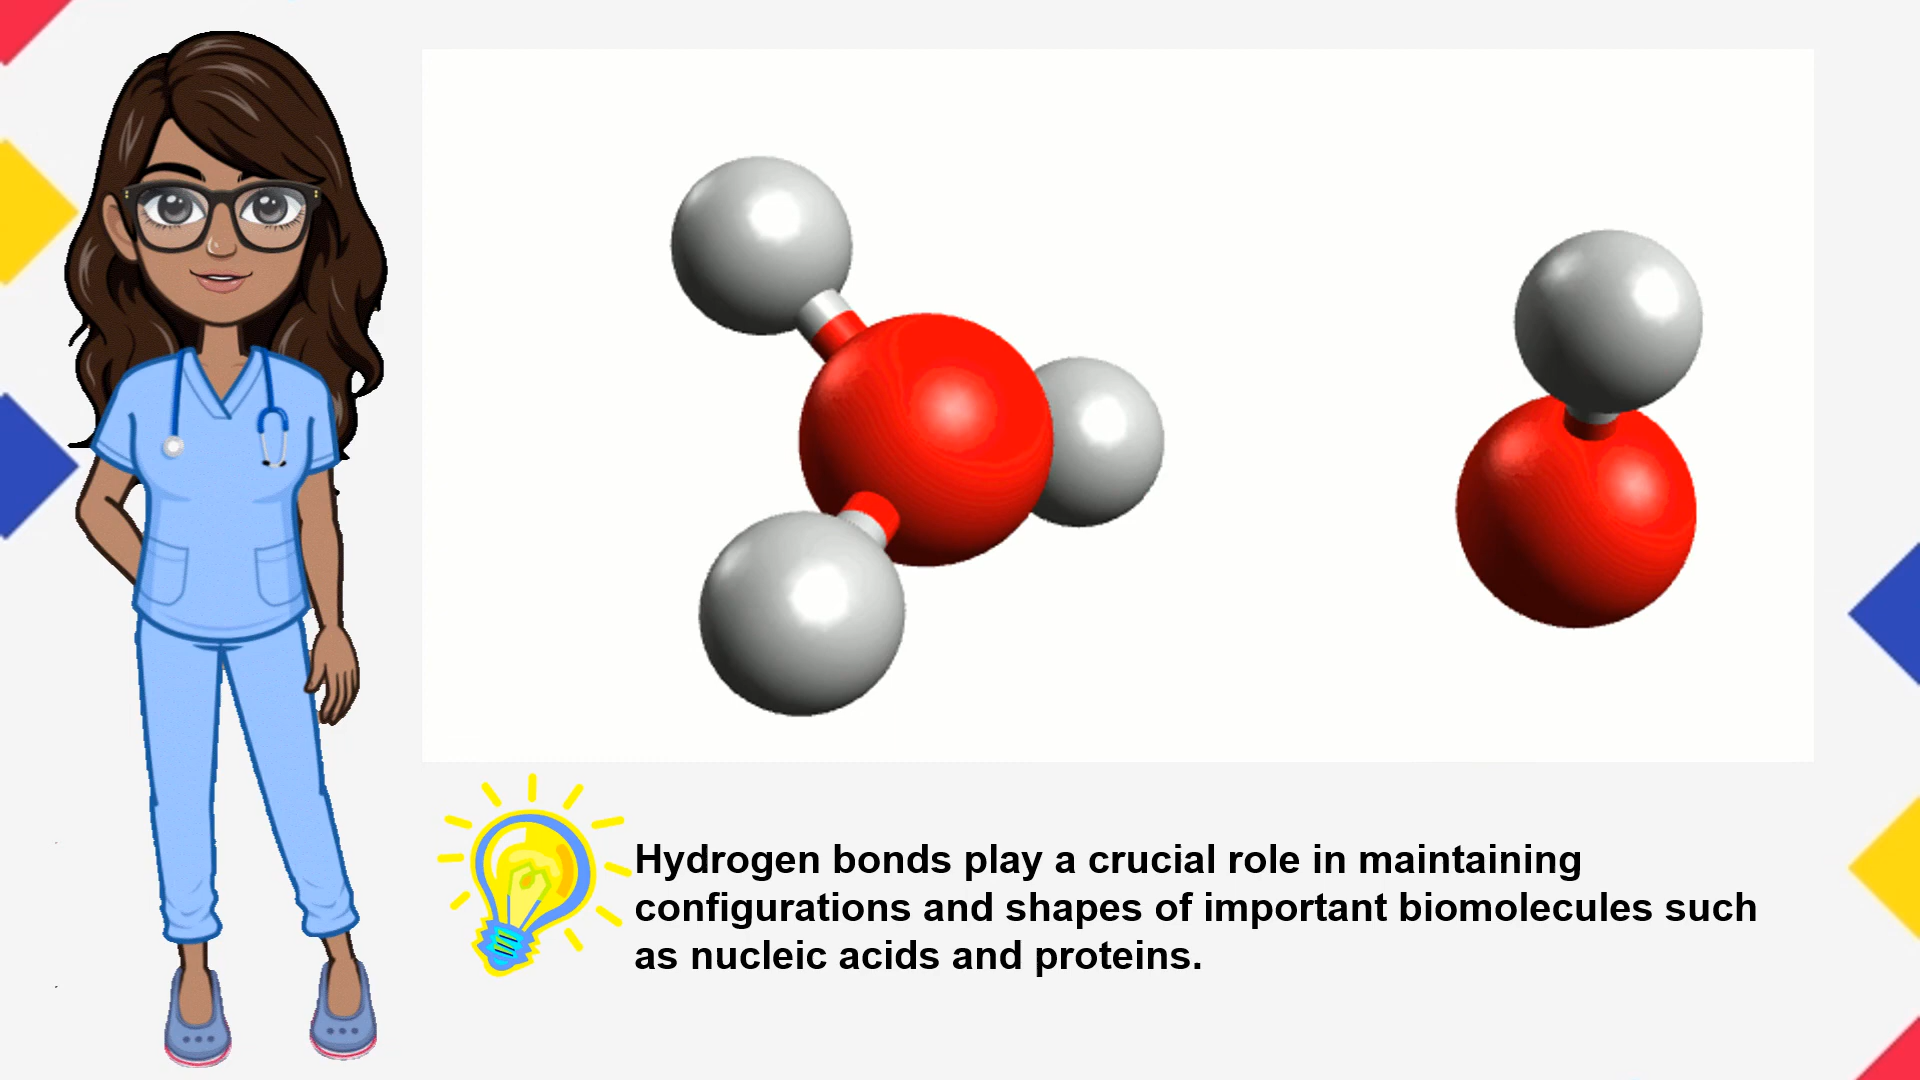 Hydrogen bonds play a crucial role in maintaining
configurations and shapes of important biomolecules such
as nucleic acids and proteins.